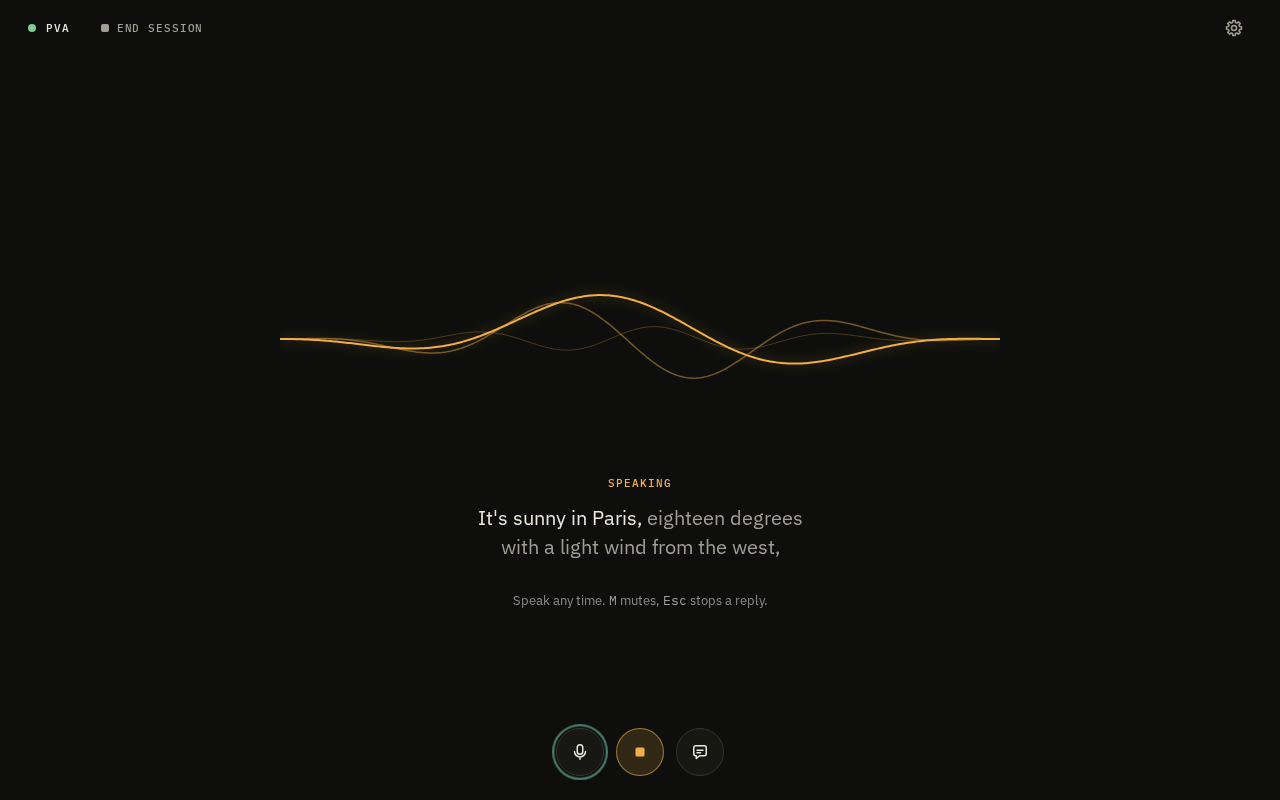 PVA
END SESSION
SPEAKING
It's sunny in Paris, eighteen degrees
with a light wind from the west,
Speak any time. M mutes, Esc stops a reply.